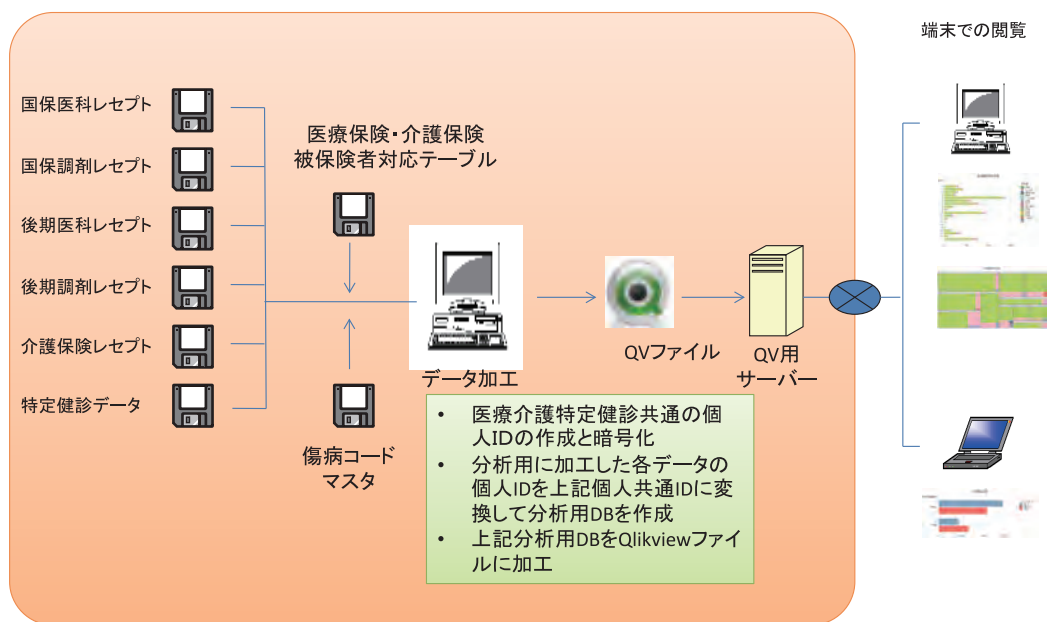 端末での閲覧
国保医科レセプト
国保調剤レセプト
後期医科レセプト
後期調剤レセプト
介護保険レセプト
特定健診データ
医療保険・介護保険
被保険者対応テーブル
傷病コード
マスタ
データ加工
QVファイル
QV用
サーバー
• 医療介護特定健診共通の個
人IDの作成と暗号化
• 分析用に加工した各データの
個人IDを上記個人共通IDに変
換して分析用DBを作成
• 上記分析用DBをQlikviewファイ
ルに加工